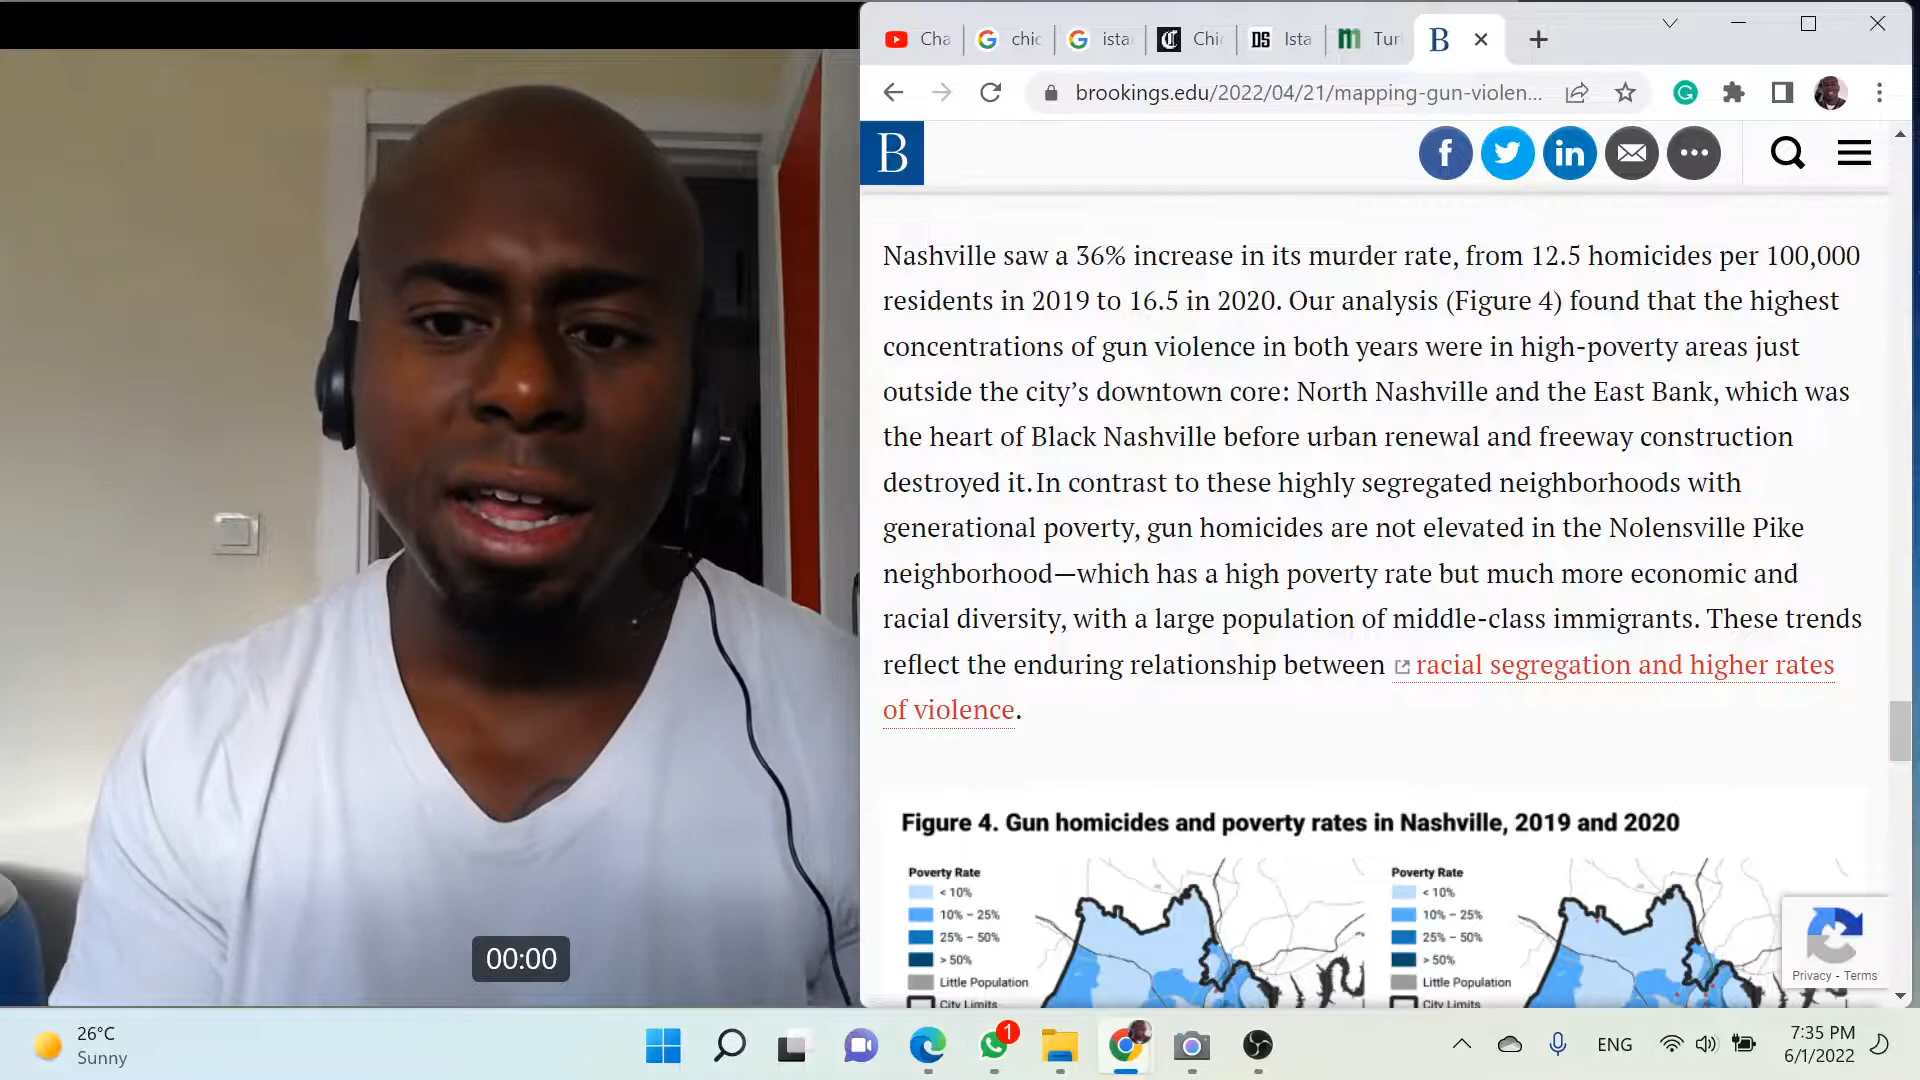 Cha
chic
ista
Chi
DS
Ista
m
Tur
B
brookings.edu/2022/04/21/mapping-gun-violen...
B
f
in
Nashville saw a 36% increase in its murder rate, from 12.5 homicides per 100,000
residents in 2019 to 16.5 in 2020. Our analysis (Figure 4) found that the highest
concentrations of gun violence in both years were in high-poverty areas just
outside the city’s downtown core: North Nashville and the East Bank, which was
the heart of Black Nashville before urban renewal and freeway construction
destroyed it. In contrast to these highly segregated neighborhoods with
generational poverty, gun homicides are not elevated in the Nolensville Pike
neighborhood—which has a high poverty rate but much more economic and
racial diversity, with a large population of middle-class immigrants. These trends
reflect the enduring relationship between racial segregation and higher rates
of violence.
Figure 4. Gun homicides and poverty rates in Nashville, 2019 and 2020
Poverty Rate
< 10%
10% – 25%
25% – 50%
> 50%
Little Population
City Limits
Poverty Rate
< 10%
10% – 25%
25% – 50%
> 50%
Little Population
City Limits
Privacy - Terms
00:00
26°C
Sunny
1
ENG
7:35 PM
6/1/2022